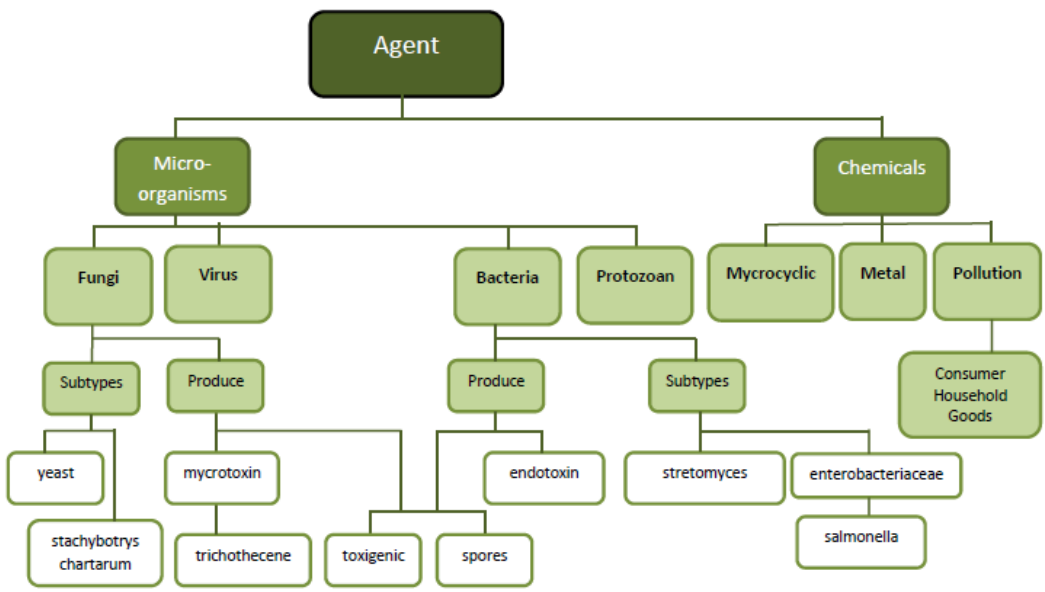 Agent
Micro-
organisms
Chemicals
Fungi
Virus
Bacteria
Protozoan
Mycrocyclic
Metal
Pollution
Subtypes
Produce
Produce
Subtypes
Consumer
Household
Goods
yeast
mycrotoxin
endotoxin
stretomyces
enterobacteriaceae
stachybotrys
chartarum
trichothecene
toxigenic
spores
salmonella